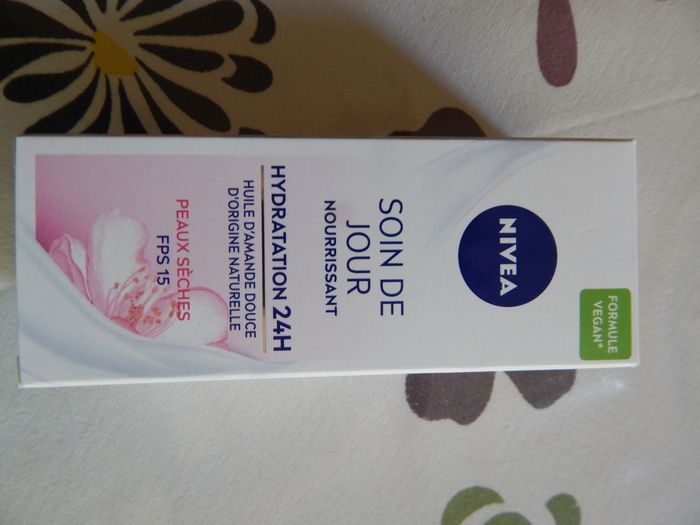 FORMULE
VEGAN*
NIVEA
SOIN DE
JOUR
NOURRISSANT
HYDRATATION 24H
HUILE D'AMANDE DOUCE
D'ORIGINE NATURELLE
PEAUX SÈCHES
FPS 15